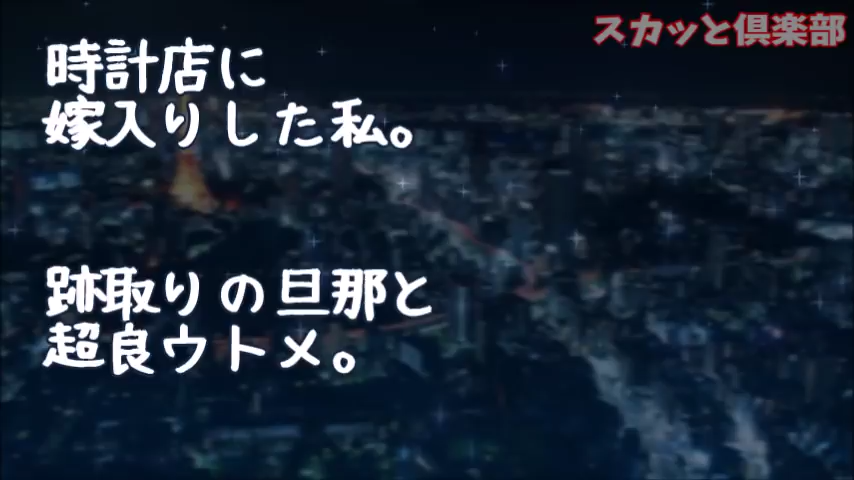 スカッと倶楽部
時計店に
嫁入りした私。
跡取りの旦那と
超良ウトメ。